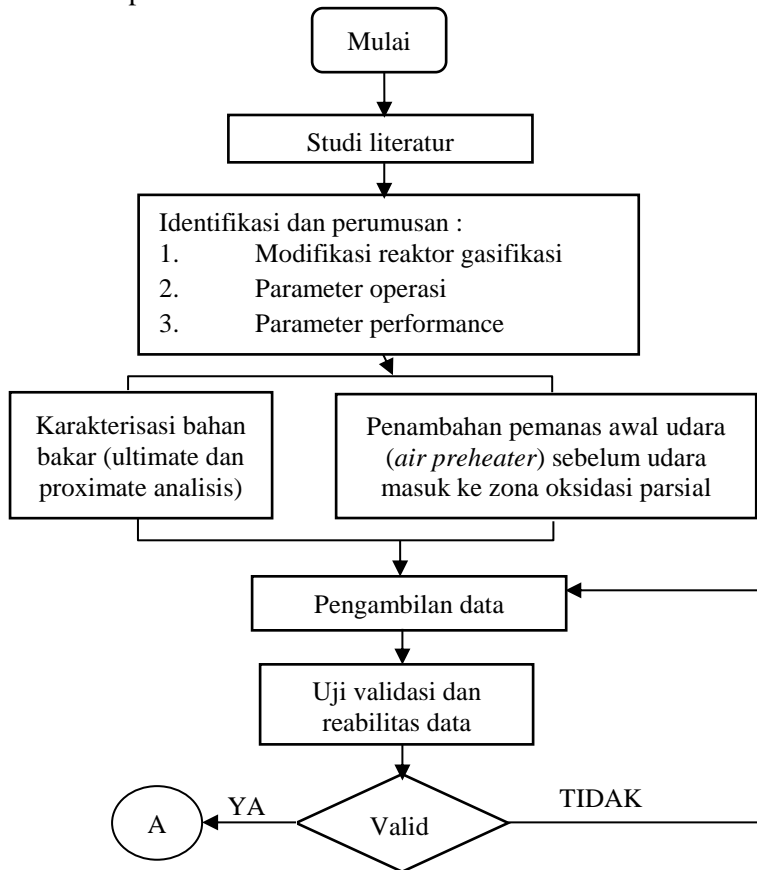 Mulai
Studi literatur
Identifikasi dan perumusan :
1. Modifikasi reaktor gasifikasi
2. Parameter operasi
3. Parameter performance
Karakterisasi bahan
bakar (ultimate dan
proximate analisis)
Penambahan pemanas awal udara
(air preheater) sebelum udara
masuk ke zona oksidasi parsial
Pengambilan data
Uji validasi dan
reabilitas data
A
YA
Valid
TIDAK